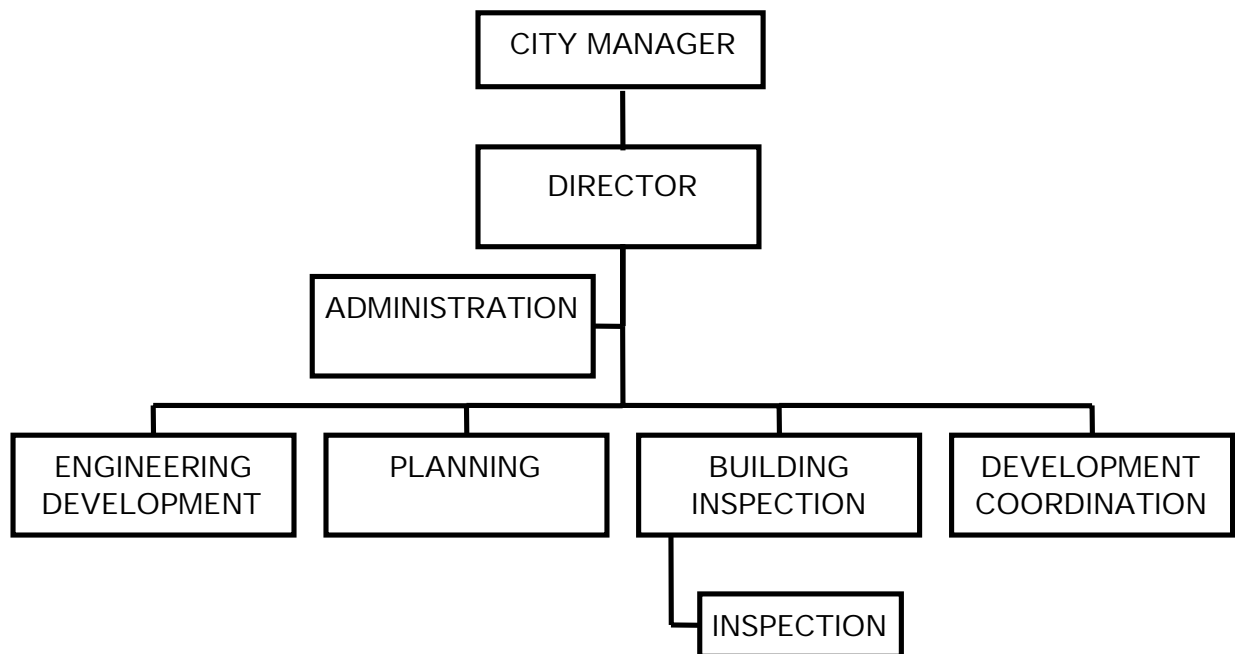 CITY MANAGER
DIRECTOR
ADMINISTRATION
ENGINEERING
DEVELOPMENT
PLANNING
BUILDING
INSPECTION
DEVELOPMENT
COORDINATION
INSPECTION